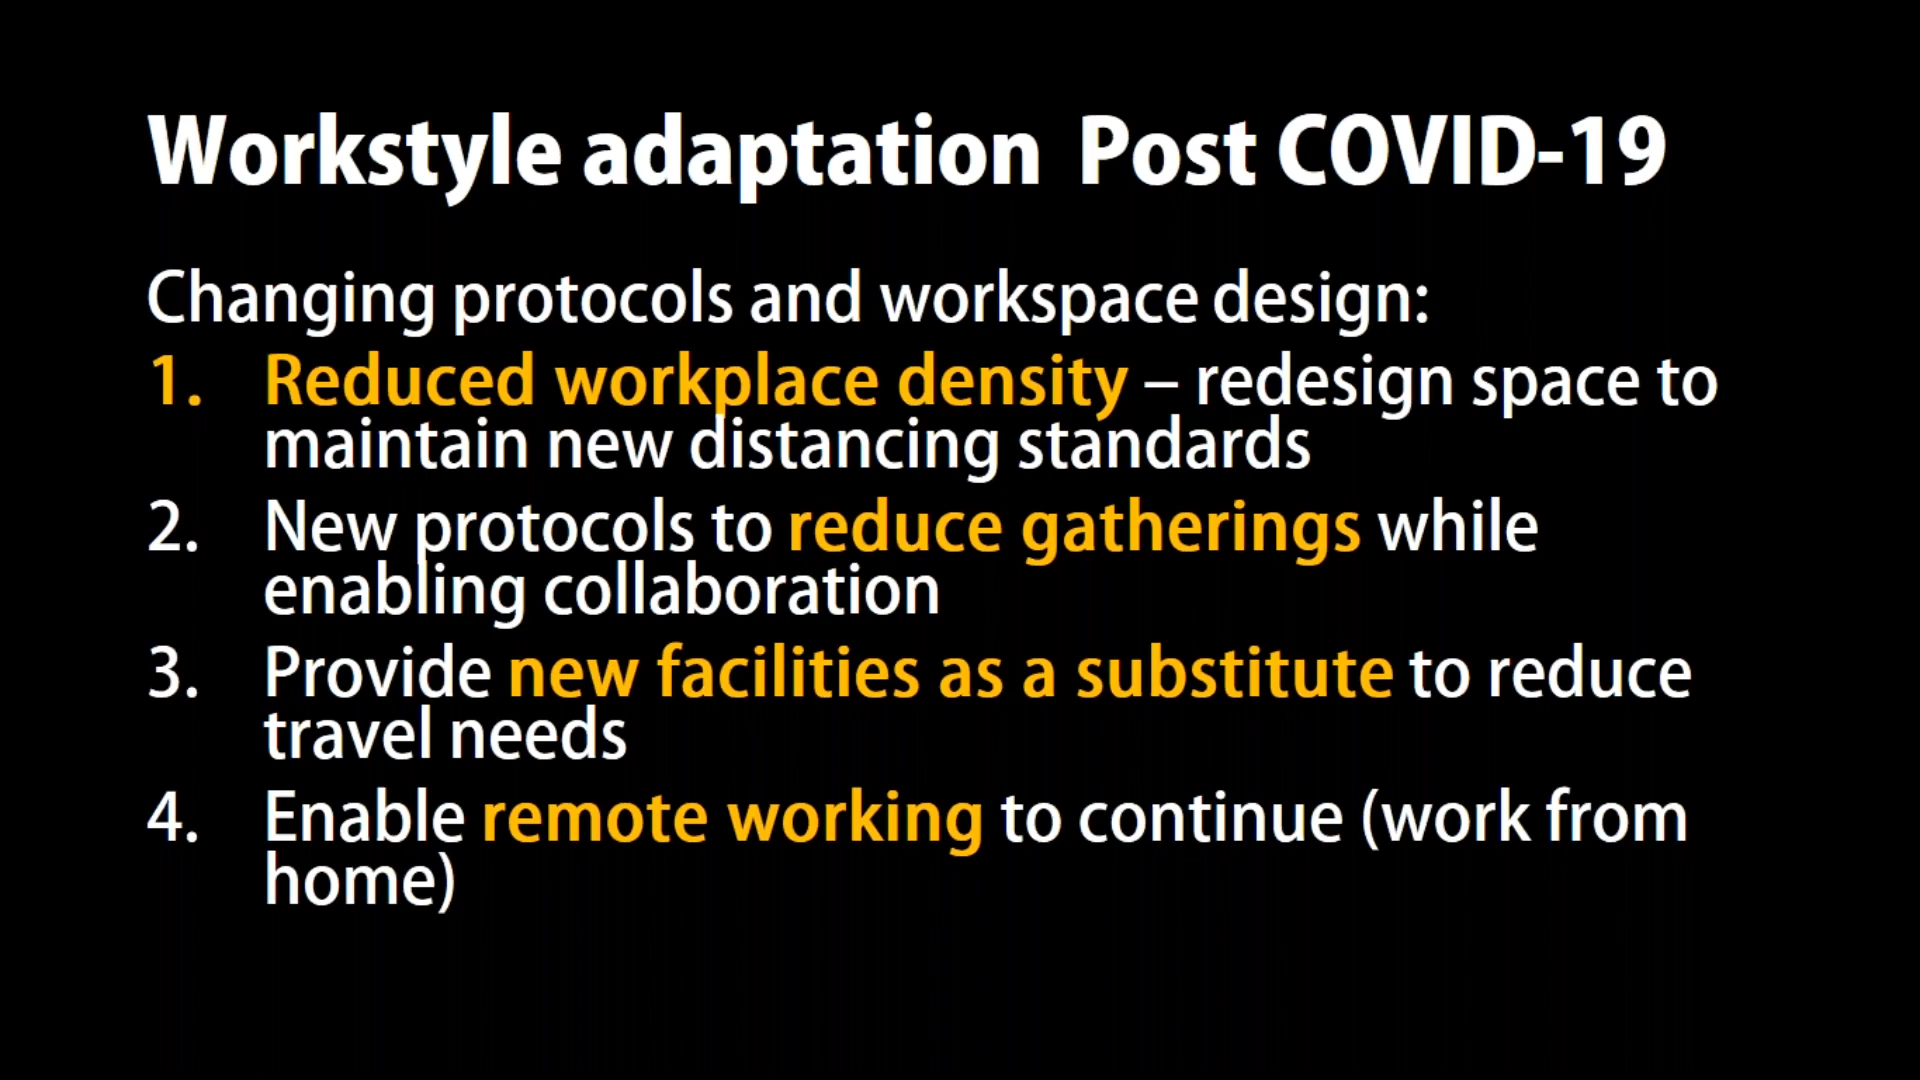 Workstyle adaptation  Post COVID-19
Changing protocols and workspace design:
1. Reduced workplace density – redesign space to
maintain new distancing standards
2. New protocols to reduce gatherings while
enabling collaboration
3. Provide new facilities as a substitute to reduce
travel needs
4. Enable remote working to continue (work from
home)